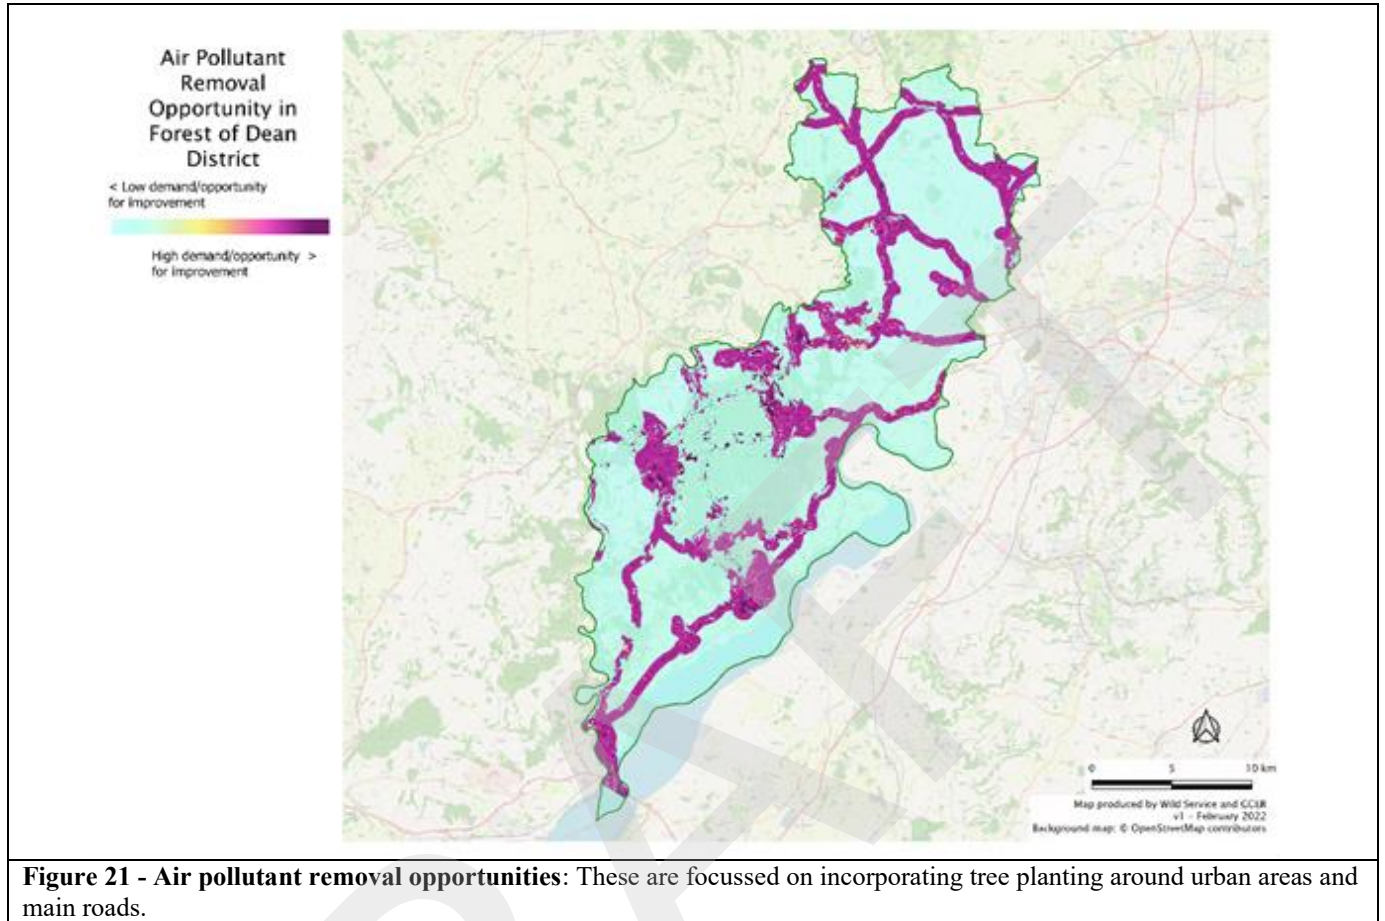 Air Pollutant
Removal
Opportunity in
Forest of Dean
District
< Low demand/opportunity
for improvement
High demand/opportunity >
for improvement
0 5 10 km
Map produced by Wild Service and GCER
v1 - February 2022
Background map: © OpenStreetMap contributors
DRAFT
Figure 21 - Air pollutant removal opportunities: These are focussed on incorporating tree planting around urban areas and
main roads.